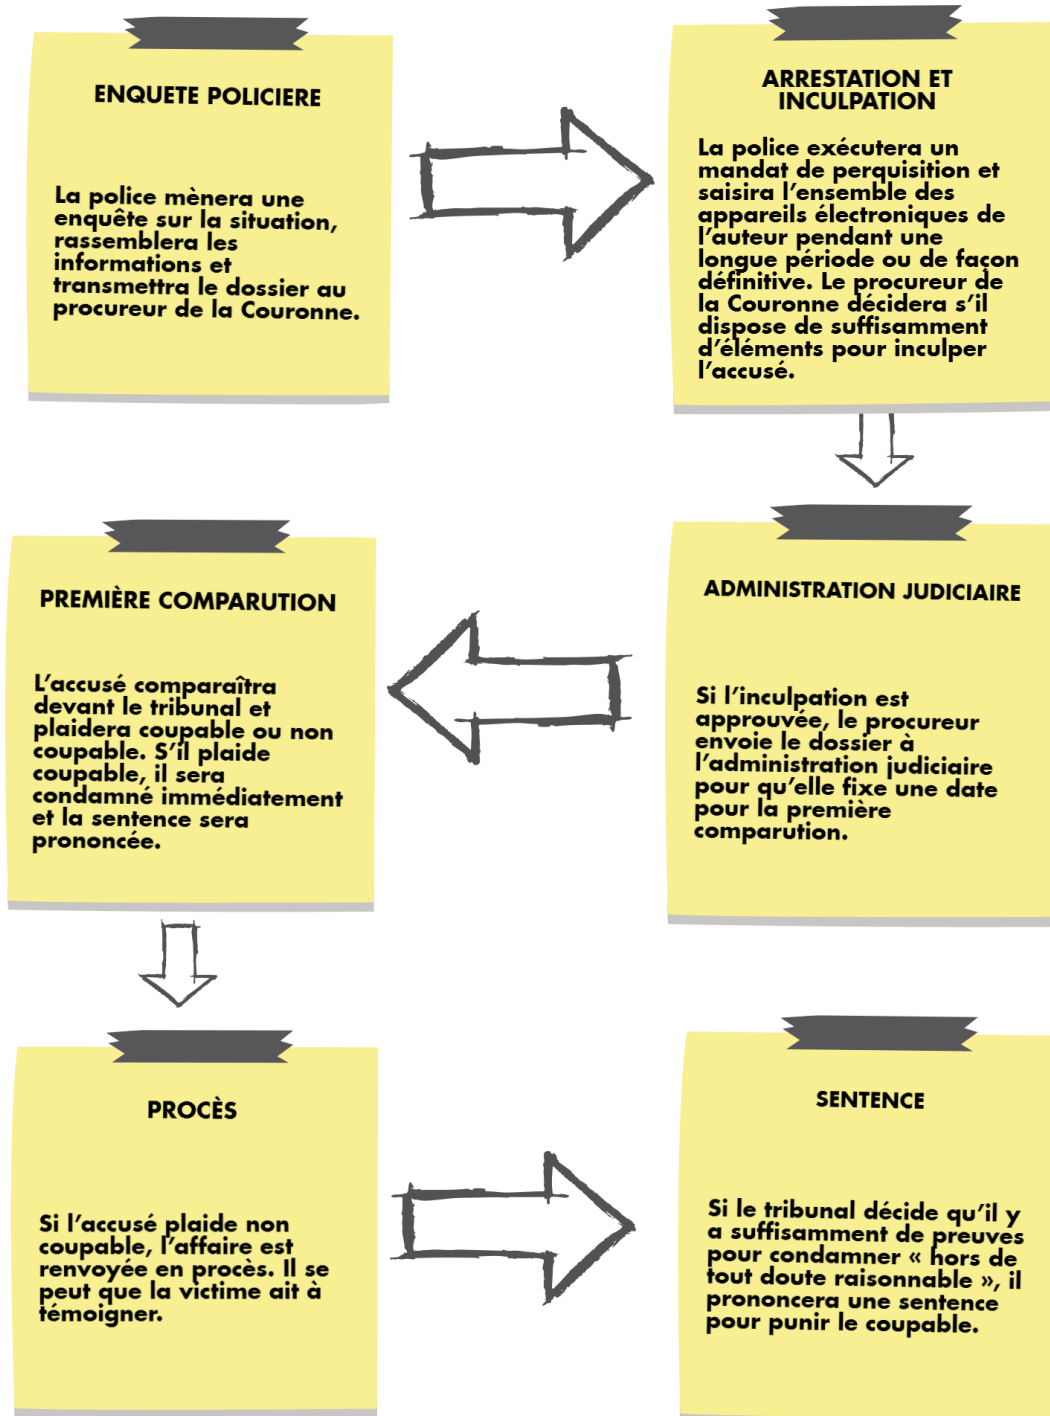 ENQUETE POLICIERE
La police mènera une
enquête sur la situation,
rassemblera les
informations et
transmettra le dossier au
procureur de la Couronne.
ARRESTATION ET
INCULPATION
La police exécutera un
mandat de perquisition et
saisira l’ensemble des
appareils électroniques de
l’auteur pendant une
longue période ou de façon
définitive. Le procureur de
la Couronne décidera s’il
dispose de suffisamment
d’éléments pour inculper
l’accusé.
ADMINISTRATION JUDICIAIRE
Si l’inculpation est
approuvée, le procureur
envoie le dossier à
l’administration judiciaire
pour qu’elle fixe une date
pour la première
comparution.
PREMIÈRE COMPARUTION
L’accusé comparaîtra
devant le tribunal et
plaidera coupable ou non
coupable. S’il plaide
coupable, il sera
condamné immédiatement
et la sentence sera
prononcée.
PROCÈS
Si l’accusé plaide non
coupable, l’affaire est
renvoyée en procès. Il se
peut que la victime ait à
témoigner.
SENTENCE
Si le tribunal décide qu’il y
a suffisamment de preuves
pour condamner « hors de
tout doute raisonnable », il
prononcera une sentence
pour punir le coupable.